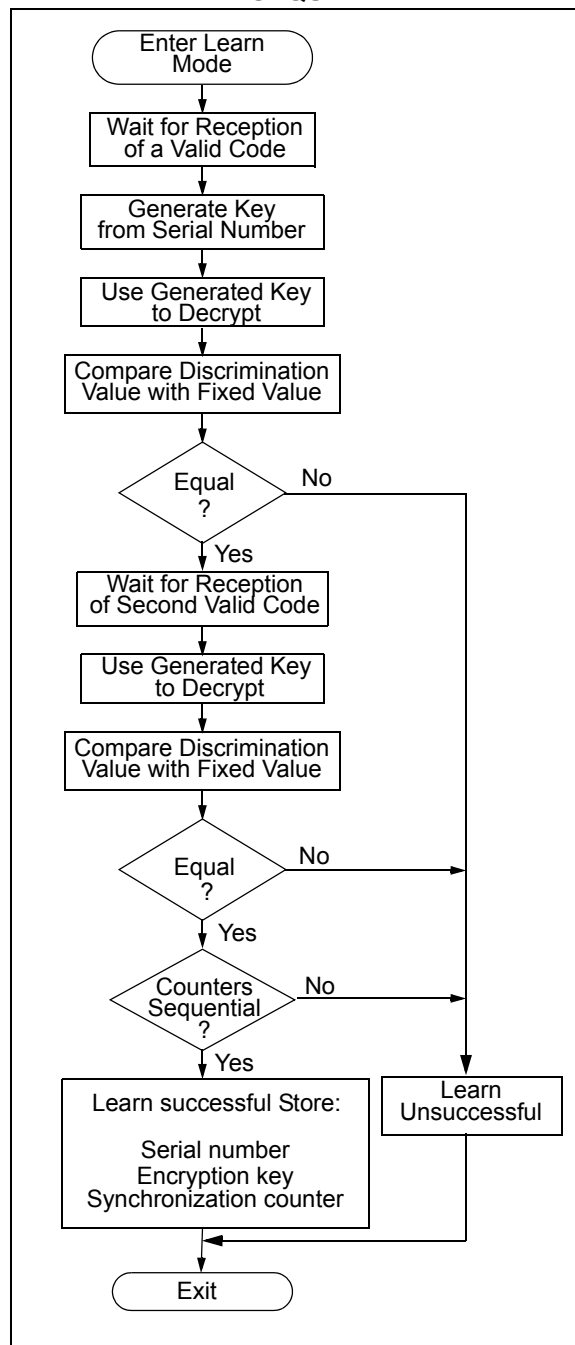 Enter Learn
Mode
Wait for Reception
of a Valid Code
Generate Key
from Serial Number
Use Generated Key
to Decrypt
Compare Discrimination
Value with Fixed Value
Equal
?
No
Yes
Wait for Reception
of Second Valid Code
Use Generated Key
to Decrypt
Compare Discrimination
Value with Fixed Value
Equal
?
No
Yes
Counters
Sequential
?
No
Yes
Learn successful Store:
Serial number
Encryption key
Synchronization counter
Learn
Unsuccessful
Exit